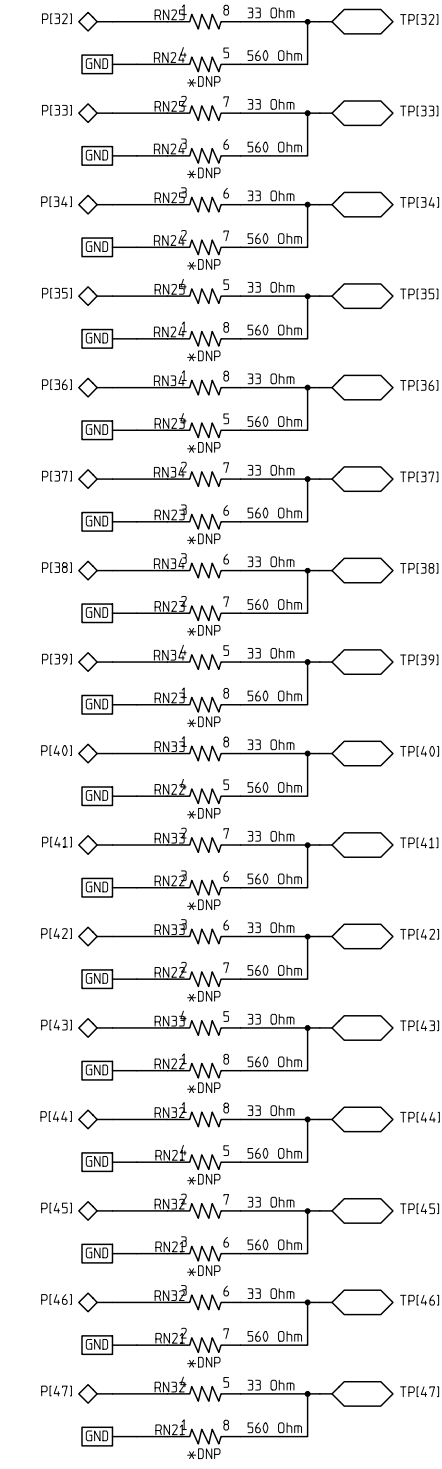 P[32] RN25 1 8 33 Ohm TP[32]
GND RN24 4 5 560 Ohm
*DNP
P[33] RN25 2 7 33 Ohm TP[33]
GND RN24 3 6 560 Ohm
*DNP
P[34] RN25 3 6 33 Ohm TP[34]
GND RN24 2 7 560 Ohm
*DNP
P[35] RN25 4 5 33 Ohm TP[35]
GND RN24 1 8 560 Ohm
*DNP
P[36] RN34 1 8 33 Ohm TP[36]
GND RN23 4 5 560 Ohm
*DNP
P[37] RN34 2 7 33 Ohm TP[37]
GND RN23 3 6 560 Ohm
*DNP
P[38] RN34 3 6 33 Ohm TP[38]
GND RN23 2 7 560 Ohm
*DNP
P[39] RN34 4 5 33 Ohm TP[39]
GND RN23 1 8 560 Ohm
*DNP
P[40] RN33 1 8 33 Ohm TP[40]
GND RN22 4 5 560 Ohm
*DNP
P[41] RN33 2 7 33 Ohm TP[41]
GND RN22 3 6 560 Ohm
*DNP
P[42] RN33 3 6 33 Ohm TP[42]
GND RN22 2 7 560 Ohm
*DNP
P[43] RN33 4 5 33 Ohm TP[43]
GND RN22 1 8 560 Ohm
*DNP
P[44] RN32 1 8 33 Ohm TP[44]
GND RN21 4 5 560 Ohm
*DNP
P[45] RN32 2 7 33 Ohm TP[45]
GND RN21 3 6 560 Ohm
*DNP
P[46] RN32 3 6 33 Ohm TP[46]
GND RN21 2 7 560 Ohm
*DNP
P[47] RN32 4 5 33 Ohm TP[47]
GND RN21 1 8 560 Ohm
*DNP